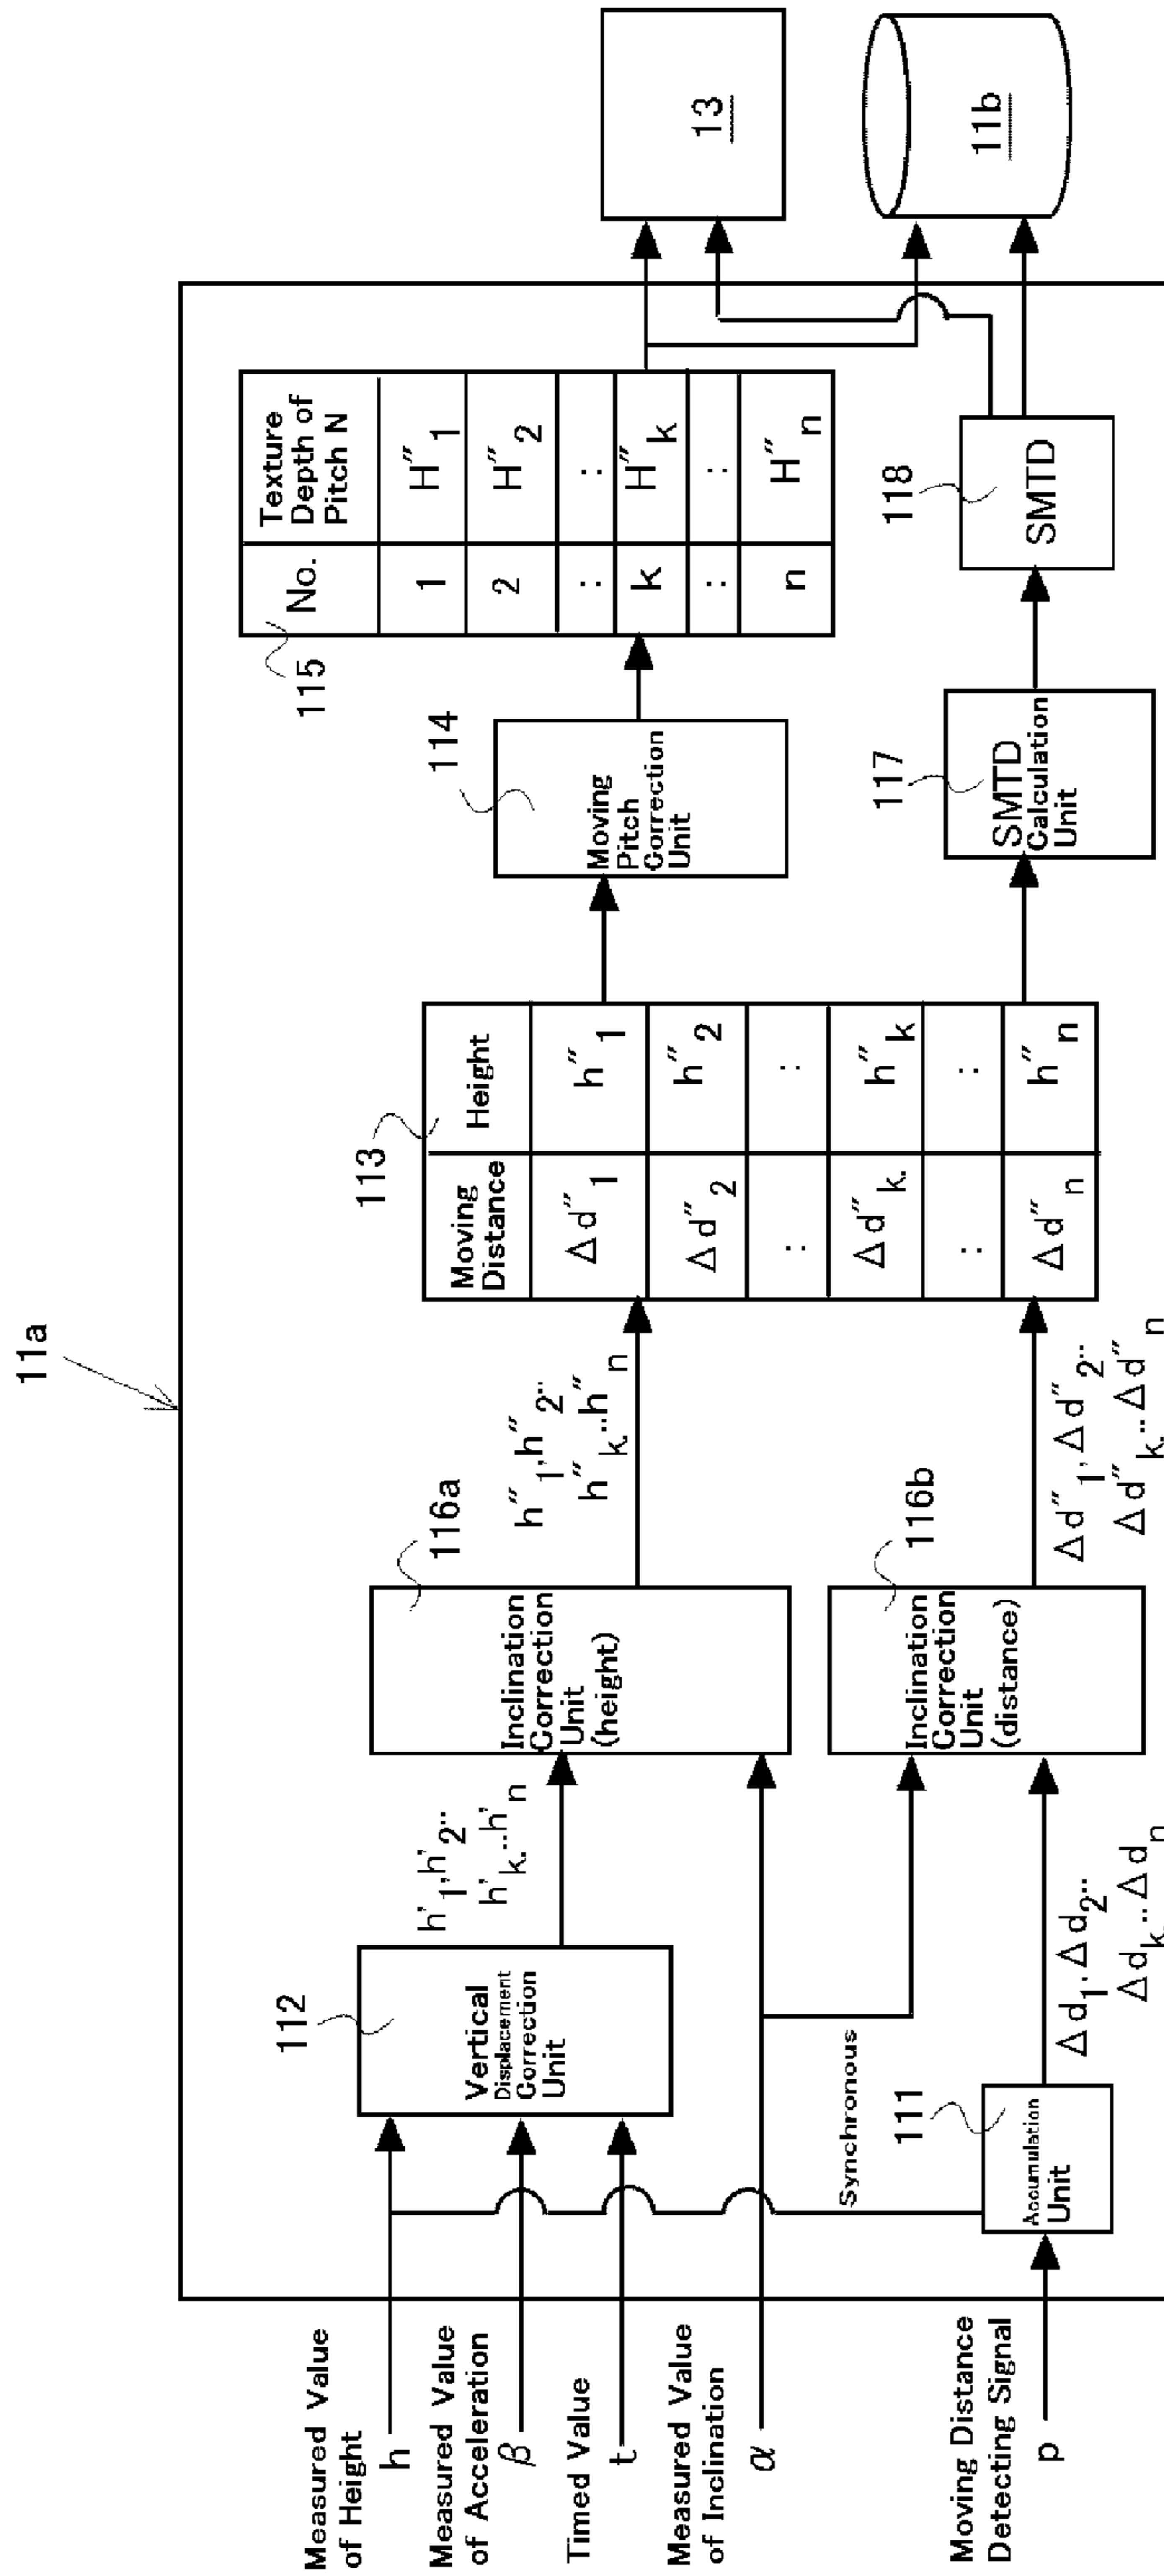 11a
Measured Value
of Height
h
Measured Value
of Acceleration
β
Timed Value
t
Measured Value
of Inclination
α
Moving Distance
Detecting Signal
p
112
Vertical
Displacement
Correction
Unit
Synchronous
111
Accumulation
Unit
h'1,h'2..
h'k...h'n
Δd1,Δd2..
Δdk...Δdn
116a
Inclination
Correction
Unit
(height)
116b
Inclination
Correction
Unit
(distance)
h″1,h″2..
h″k...h″n
Δd″1,Δd″2..
Δd″k...Δd″n
113
Moving
Distance
Height
Δd″1 h″1
Δd″2 h″2
: :
Δd″k. h″k
: :
Δd″n h″n
114
Moving
Pitch
Correction
Unit
117
SMTD
Calculation
Unit
115
No.
Texture
Depth of
Pitch N
1 H″1
2 H″2
: :
k H″k
: :
n H″n
118
SMTD
13
11b